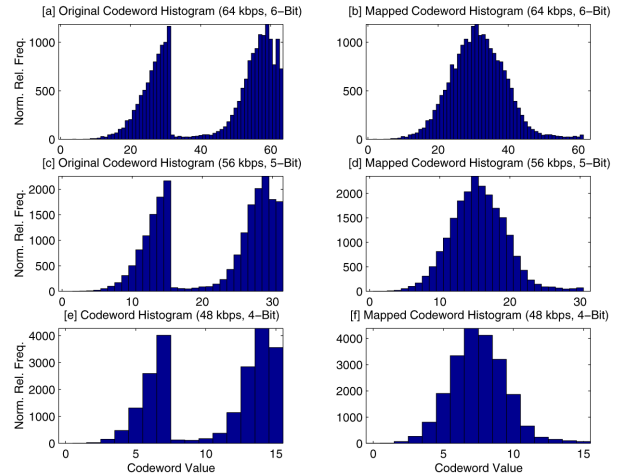 [a] Original Codeword Histogram (64 kbps, 6−Bit)
[b] Mapped Codeword Histogram (64 kbps, 6−Bit)
Norm. Rel. Freq.
1000
500
0
0 20 40 60
1000
500
0
0 20 40 60
[c] Original Codeword Histogram (56 kbps, 5−Bit)
[d] Mapped Codeword Histogram (56 kbps, 5−Bit)
Norm. Rel. Freq.
2000
1500
1000
500
0
0 10 20 30
2000
1500
1000
500
0
0 10 20 30
[e] Codeword Histogram (48 kbps, 4−Bit)
[f] Mapped Codeword Histogram (48 kbps, 4−Bit)
Norm. Rel. Freq.
4000
3000
2000
1000
0
0 5 10 15
Codeword Value
4000
3000
2000
1000
0
0 5 10 15
Codeword Value